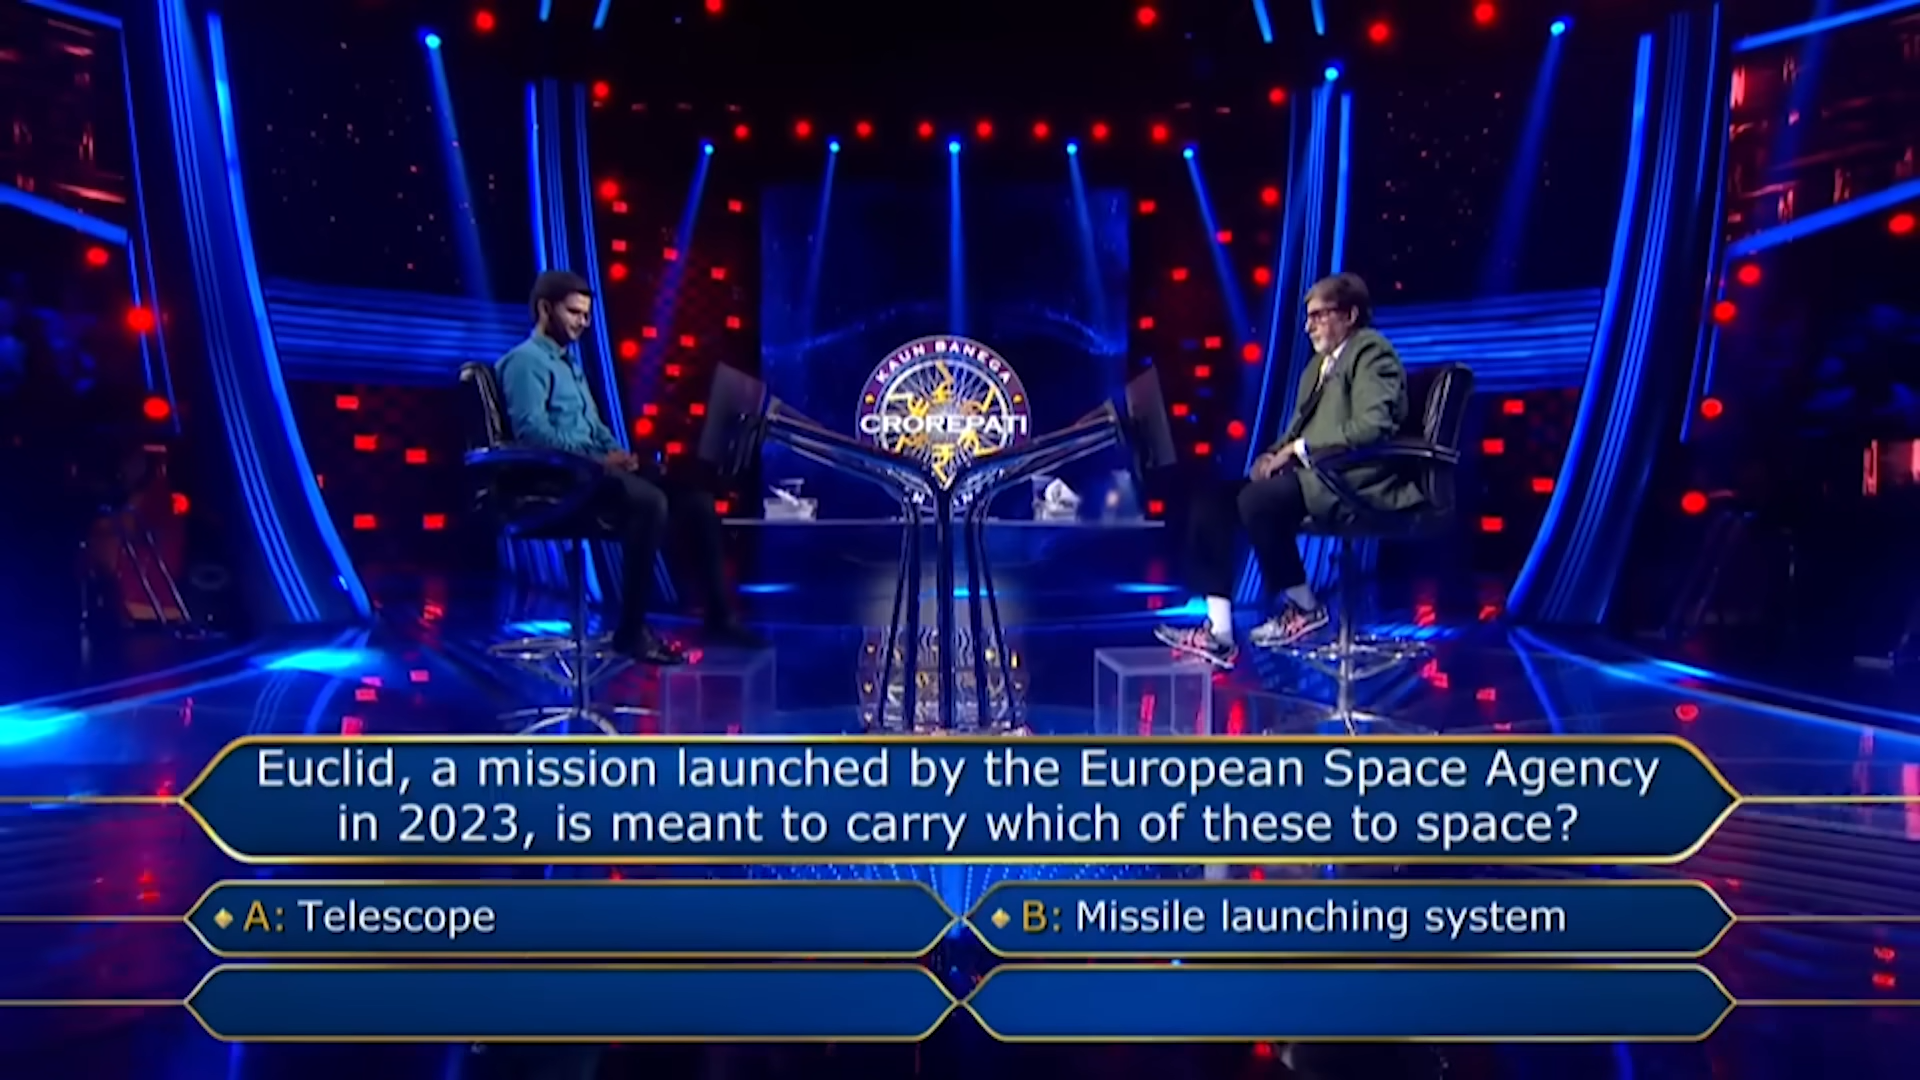 KAUN BANEGA
CROREPATI
Euclid, a mission launched by the European Space Agency
in 2023, is meant to carry which of these to space?
A: Telescope
B: Missile launching system